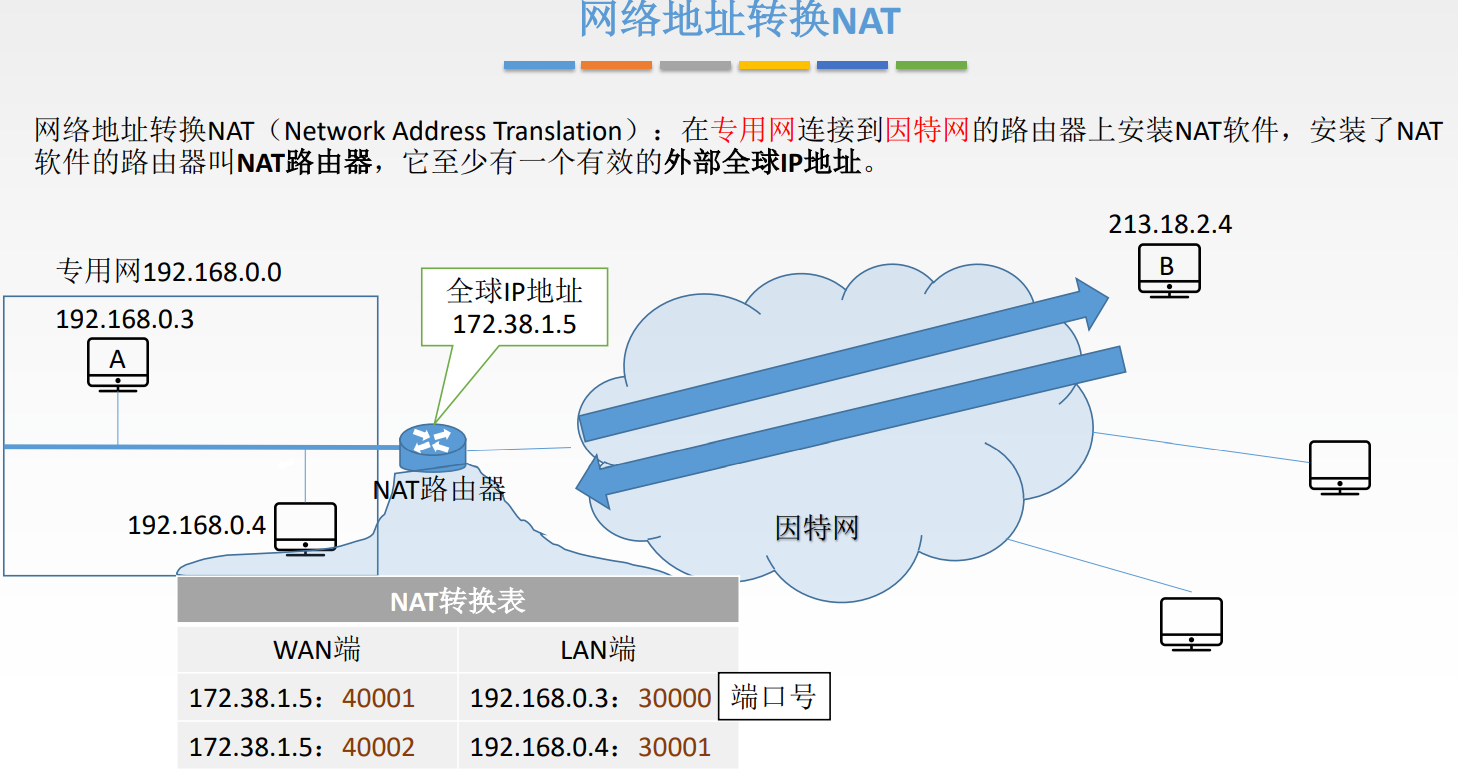 网络地址转换NAT
网络地址转换NAT（Network Address Translation）：在专用网连接到因特网的路由器上安装NAT软件，安装了NAT
软件的路由器叫NAT路由器，它至少有一个有效的外部全球IP地址。
213.18.2.4
B
专用网192.168.0.0
全球IP地址
172.38.1.5
192.168.0.3
A
NAT路由器
192.168.0.4
因特网
NAT转换表
WAN端
LAN端
172.38.1.5：40001
192.168.0.3：30000
端口号
172.38.1.5：40002
192.168.0.4：30001